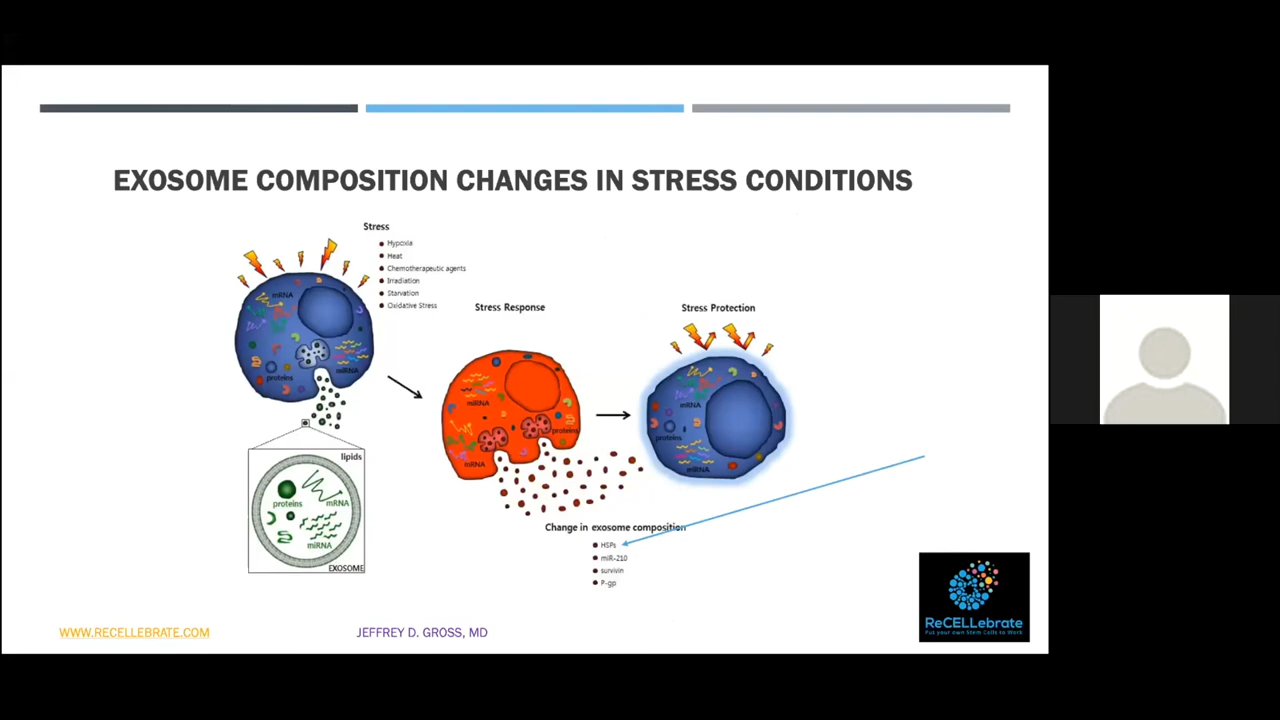 EXOSOME COMPOSITION CHANGES IN STRESS CONDITIONS
Stress
Hypoxia
Heat
Chemotherapeutic agents
Irradiation
Starvation
Oxidative Stress
mRNA
miRNA
proteins
lipids
proteins
mRNA
miRNA
EXOSOME
Stress Response
miRNA
proteins
mRNA
Stress Protection
mRNA
proteins
miRNA
Change in exosome composition
HSPs
miR-210
survivin
P-gp
WWW.RECELLEBRATE.COM
JEFFREY D. GROSS, MD
ReCELLebrate
Put your own Stem Cells to Work